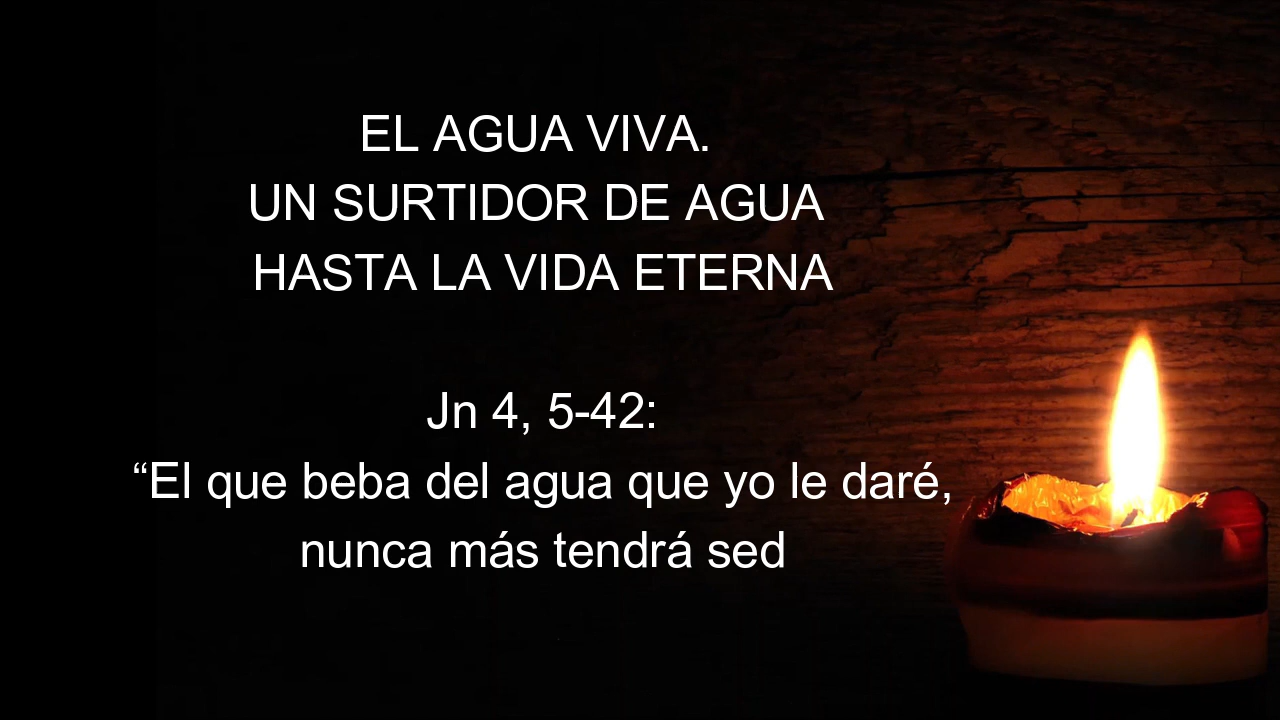 EL AGUA VIVA.
UN SURTIDOR DE AGUA
HASTA LA VIDA ETERNA
Jn 4, 5-42:
“El que beba del agua que yo le daré,
nunca más tendrá sed